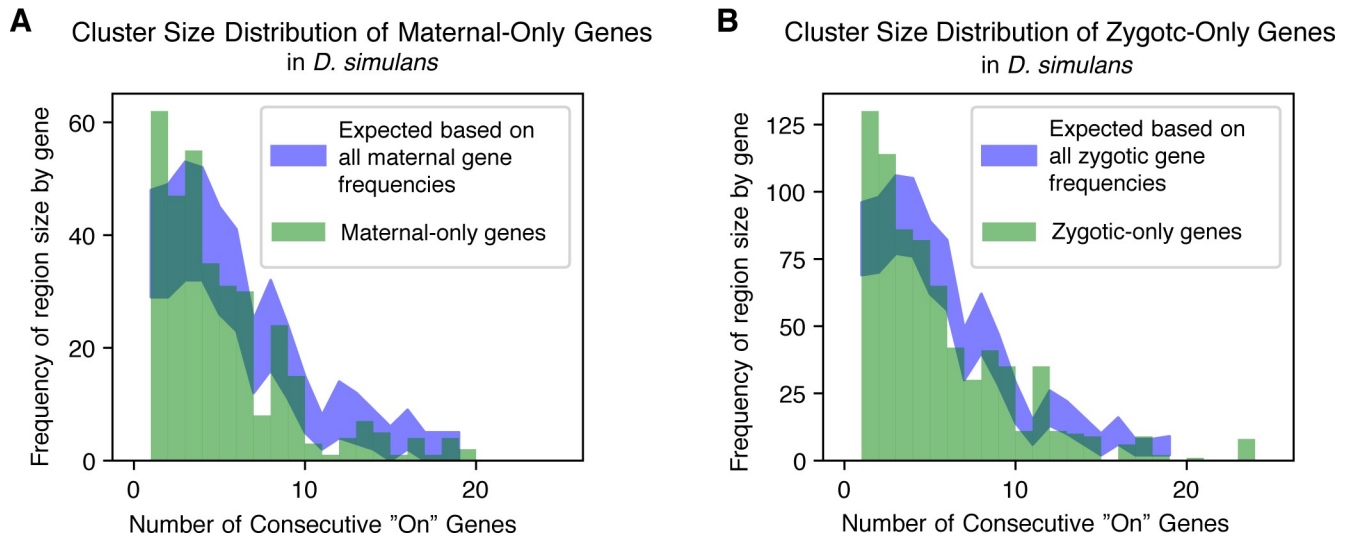 A
Cluster Size Distribution of Maternal-Only Genes
in D. simulans
Frequency of region size by gene
60
40
20
0
Expected based on
all maternal gene
frequencies
Maternal-only genes
0
10
20
Number of Consecutive ”On” Genes
B
Cluster Size Distribution of Zygotc-Only Genes
in D. simulans
Frequency of region size by gene
125
100
75
50
25
0
Expected based on
all zygotic gene
frequencies
Zygotic-only genes
0
10
20
Number of Consecutive ”On” Genes